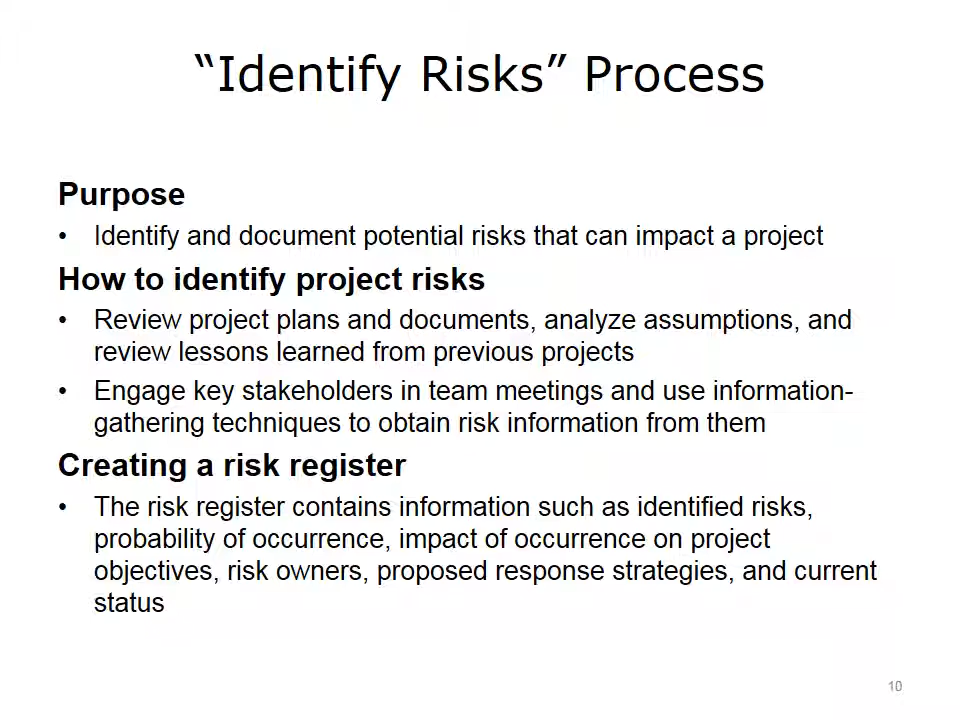 “Identify Risks” Process
Purpose
• Identify and document potential risks that can impact a project
How to identify project risks
• Review project plans and documents, analyze assumptions, and
review lessons learned from previous projects
• Engage key stakeholders in team meetings and use information-
gathering techniques to obtain risk information from them
Creating a risk register
• The risk register contains information such as identified risks,
probability of occurrence, impact of occurrence on project
objectives, risk owners, proposed response strategies, and current
status
10